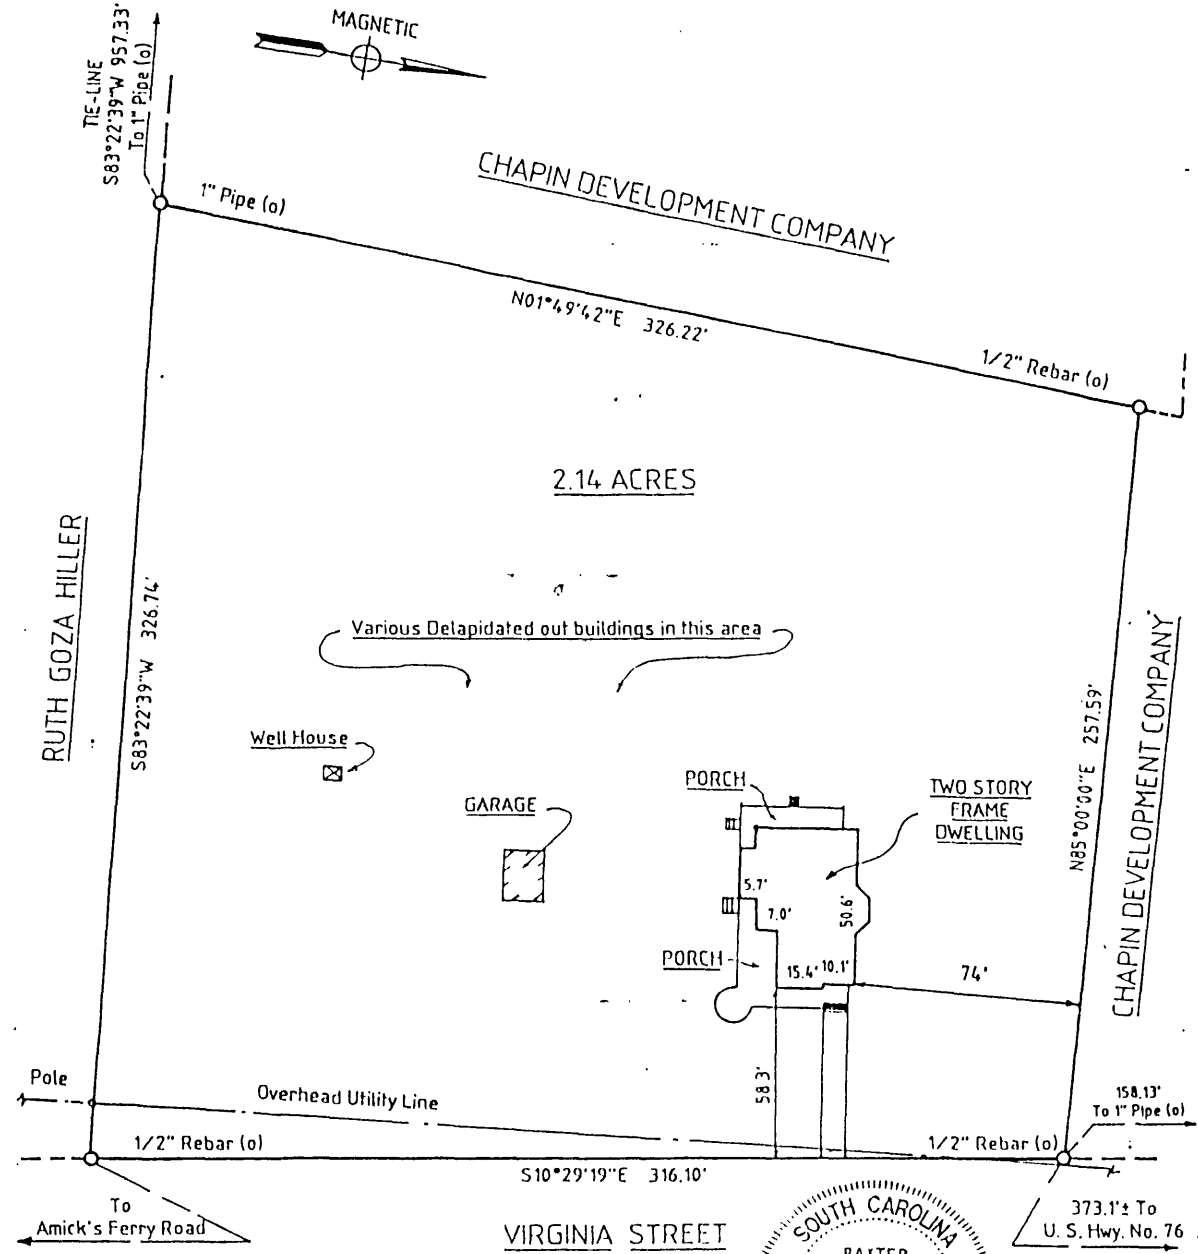 MAGNETIC
TIE-LINE
S83°22'39"W 957.33'
To 1" Pipe (o)
CHAPIN DEVELOPMENT COMPANY
1" Pipe (o)
N01°49'42"E 326.22'
1/2" Rebar (o)
2.14 ACRES
RUTH GOZA HILLER
S83°22'39"W 326.74'
Various Delapidated out buildings in this area
Well House
GARAGE
PORCH
TWO STORY
FRAME
DWELLING
N85°00'00"E 257.59'
CHAPIN DEVELOPMENT COMPANY
5.7'
7.0'
50.6'
PORCH
15.4' 10.1'
74'
58.3'
Pole
Overhead Utility Line
158.13'
To 1" Pipe (o)
1/2" Rebar (o)
1/2" Rebar (o)
S10°29'19"E 316.10'
To
Amick's Ferry Road
VIRGINIA STREET
373.1'± To
U. S. Hwy. No. 76
SOUTH CAROLINA
BAXTER